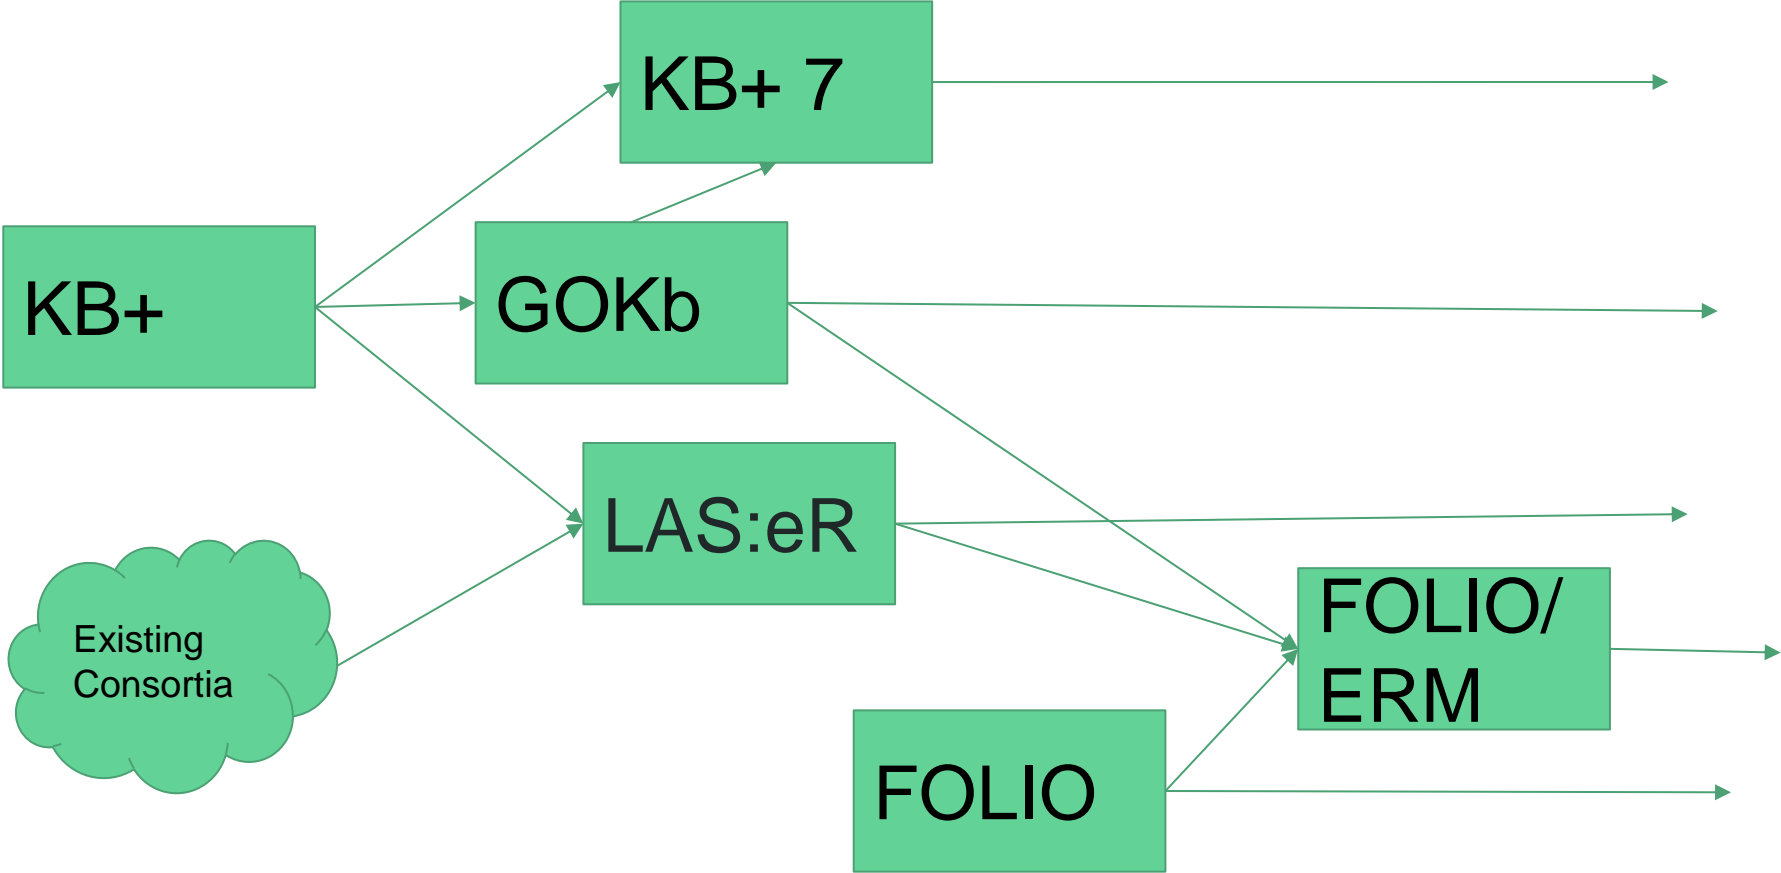 KB+ 7
KB+
GOKb
LAS:eR
Existing
Consortia
FOLIO/
ERM
FOLIO